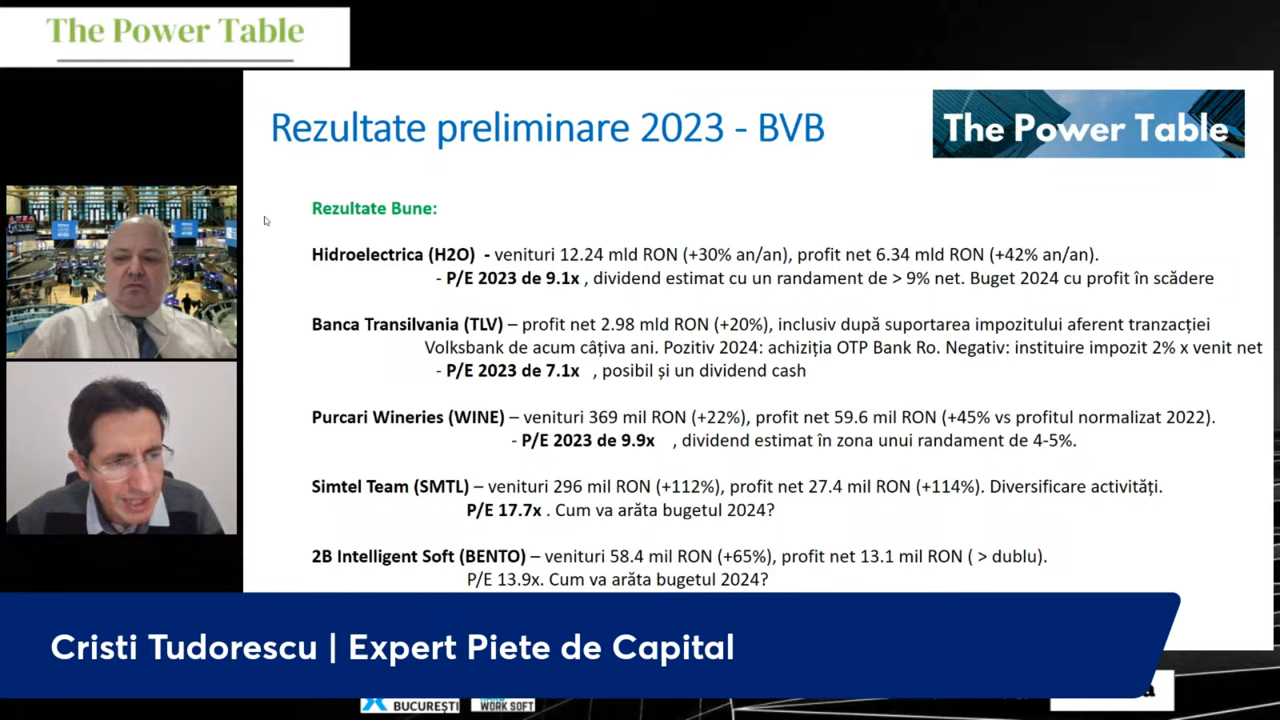 The Power Table
Rezultate preliminare 2023 - BVB
The Power Table
Rezultate Bune:
Hidroelectrica (H2O) - venituri 12.24 mld RON (+30% an/an), profit net 6.34 mld RON (+42% an/an).
- P/E 2023 de 9.1x , dividend estimat cu un randament de > 9% net. Buget 2024 cu profit în scădere
Banca Transilvania (TLV) – profit net 2.98 mld RON (+20%), inclusiv după suportarea impozitului aferent tranzacției
Volksbank de acum câțiva ani. Pozitiv 2024: achiziția OTP Bank Ro. Negativ: instituire impozit 2% x venit net
- P/E 2023 de 7.1x , posibil și un dividend cash
Purcari Wineries (WINE) – venituri 369 mil RON (+22%), profit net 59.6 mil RON (+45% vs profitul normalizat 2022).
- P/E 2023 de 9.9x , dividend estimat în zona unui randament de 4-5%.
Simtel Team (SMTL) – venituri 296 mil RON (+112%), profit net 27.4 mil RON (+114%). Diversificare activități.
P/E 17.7x . Cum va arăta bugetul 2024?
2B Intelligent Soft (BENTO) – venituri 58.4 mil RON (+65%), profit net 13.1 mil RON ( > dublu).
P/E 13.9x. Cum va arăta bugetul 2024?
Cristi Tudorescu | Expert Piete de Capital
BUCUREȘTI
WORK SOFT